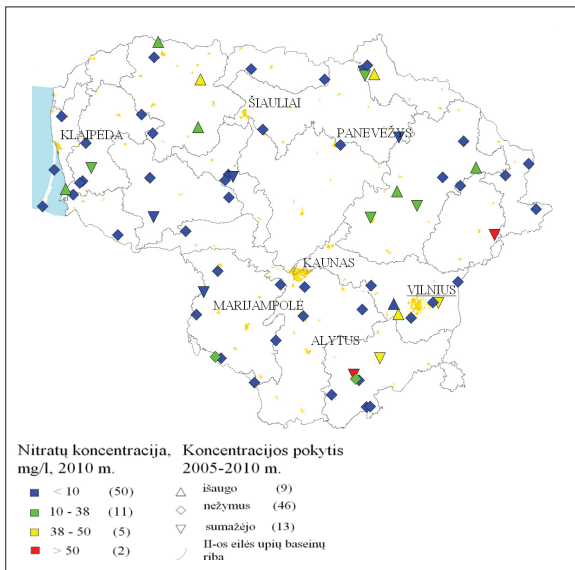 ŠIAULIAI
KLAIPĖDA
PANEVĖŽYS
KAUNAS
VILNIUS
MARIJAMPOLĖ
ALYTUS
Nitratų koncentracija, mg/l, 2010 m.
< 10 (50)
10 - 38 (11)
38 - 50 (5)
> 50 (2)
Koncentracijos pokytis 2005-2010 m.
išaugo (9)
nežymus (46)
sumažėjo (13)
II-os eilės upių baseinų riba